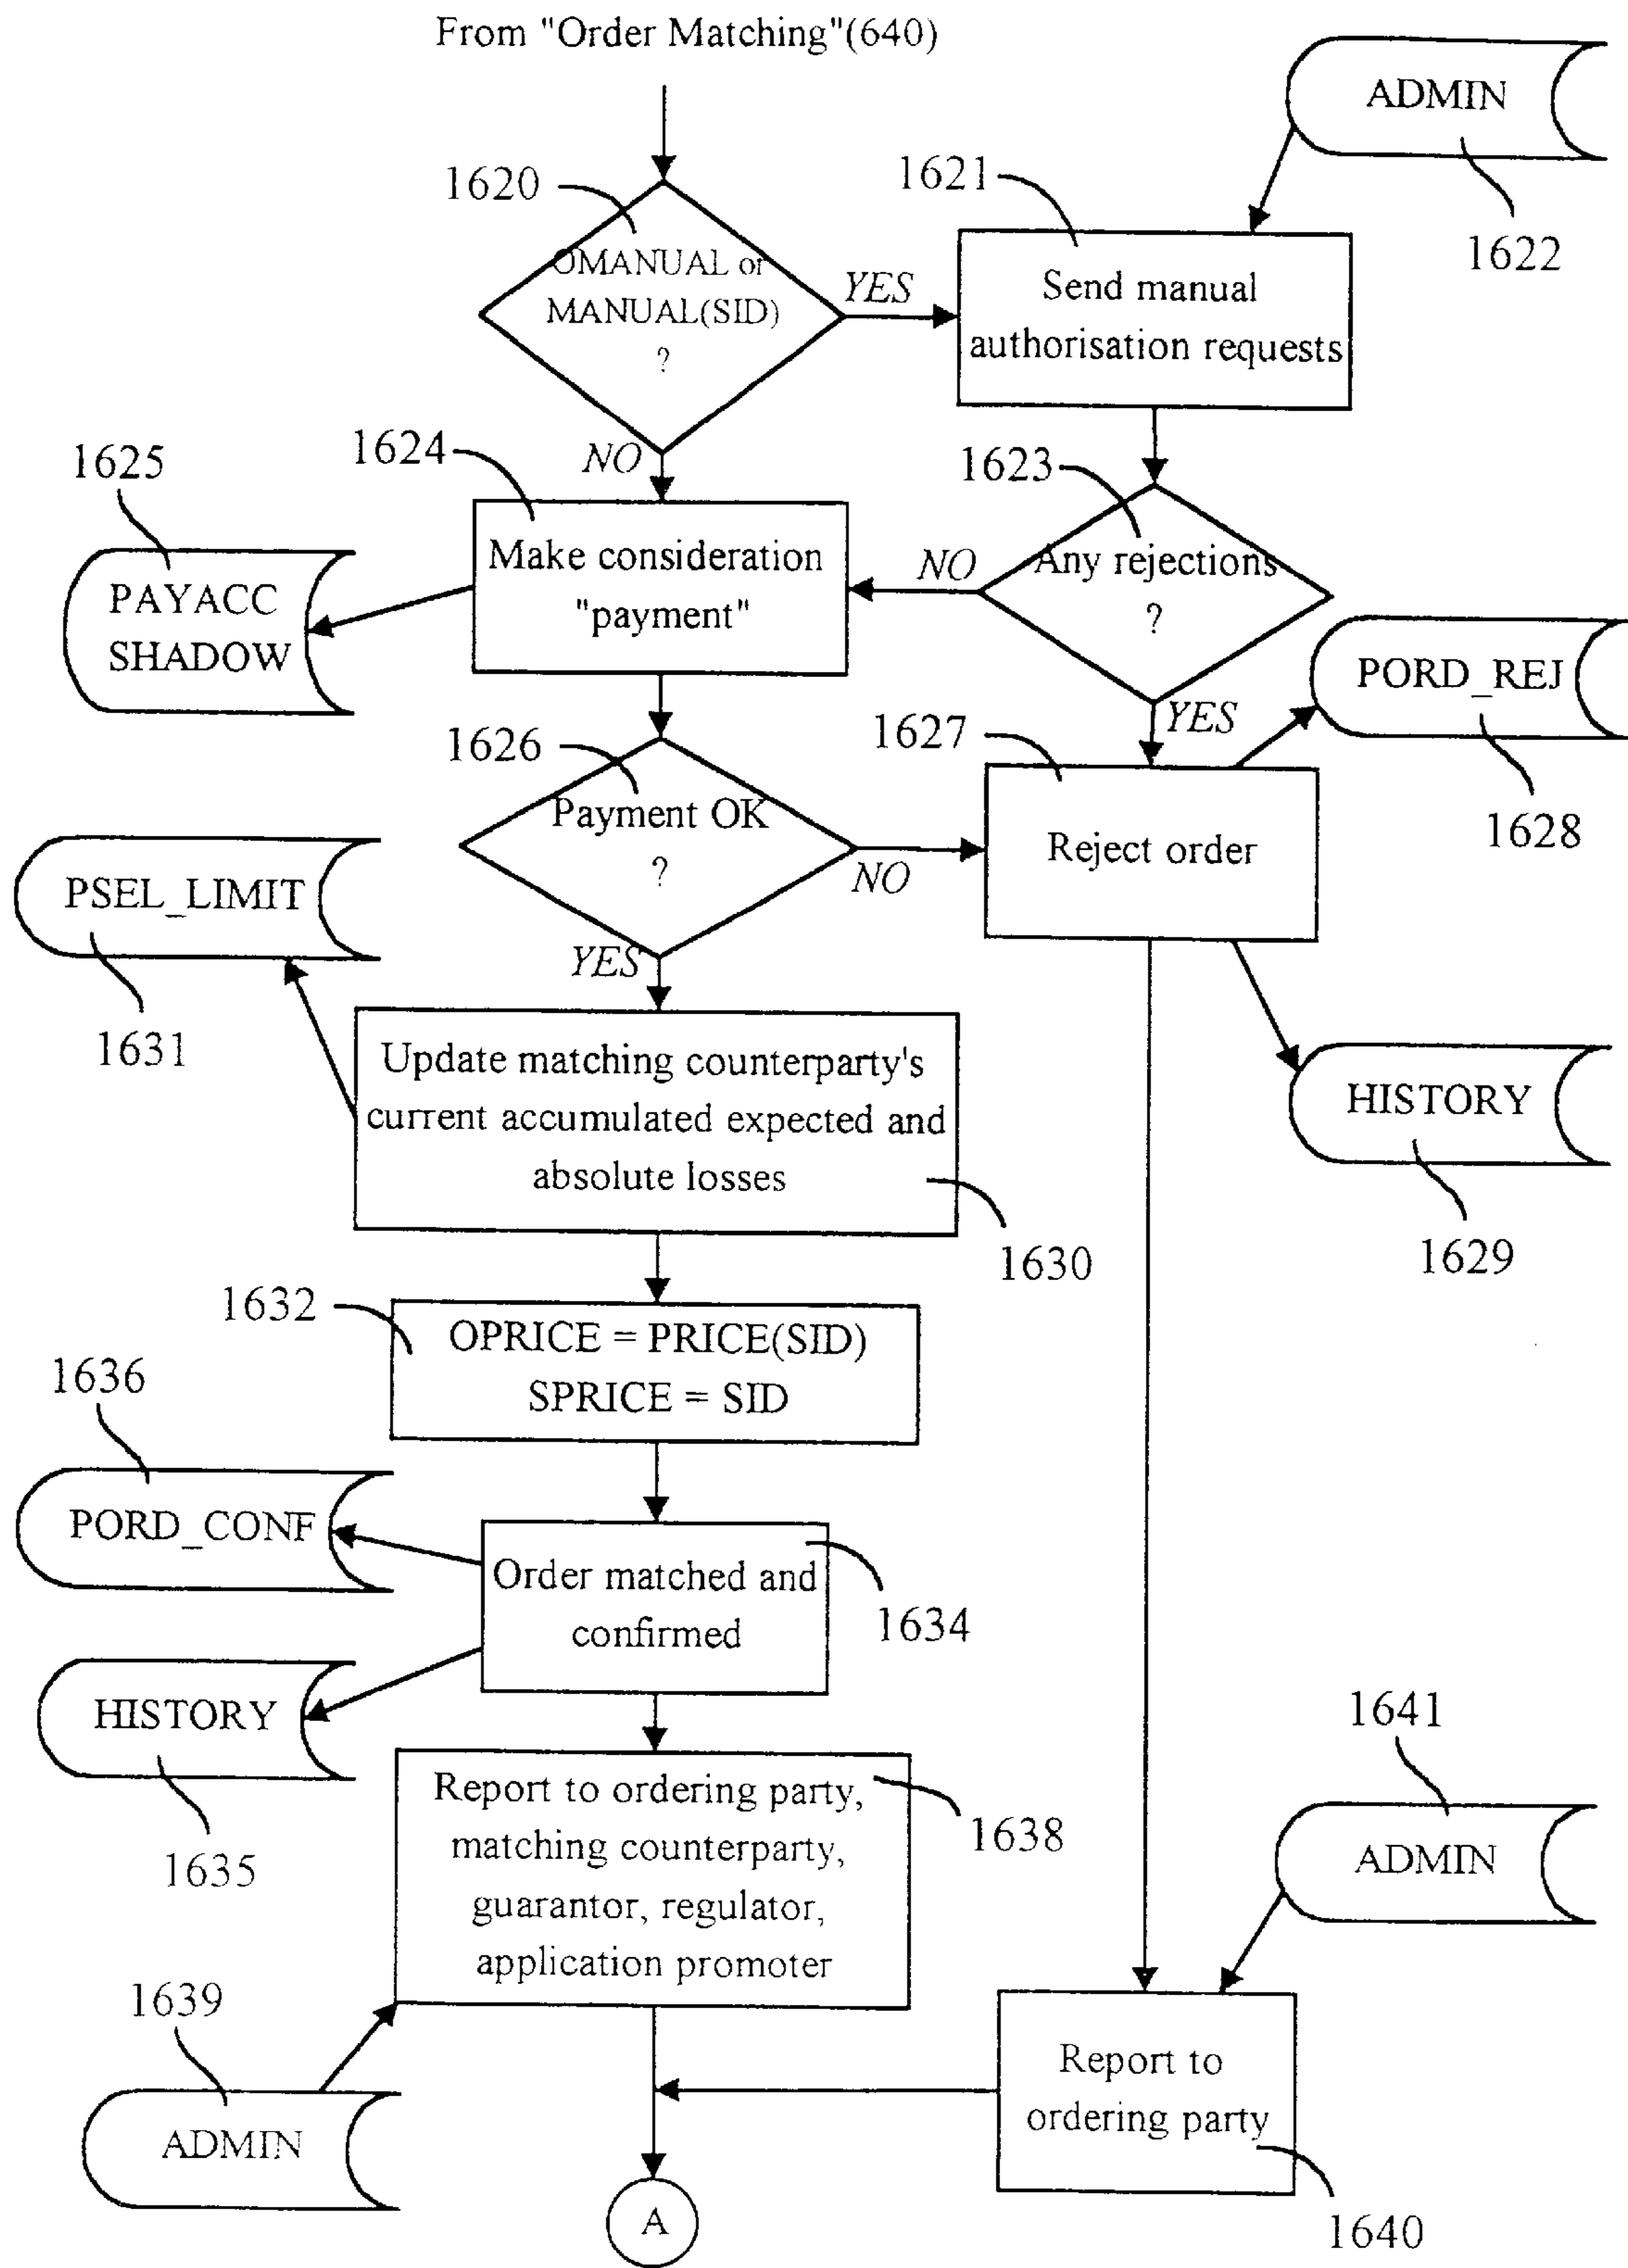 From "Order Matching"(640)
ADMIN
1622
1620
OMANUAL or
MANUAL(SID)
?
YES
NO
1621
Send manual
authorisation requests
1625
PAYACC
SHADOW
1624
Make consideration
"payment"
1623
Any rejections
?
NO
YES
PORD_REJ
1628
1626
Payment OK
?
NO
YES
1627
Reject order
PSEL_LIMIT
1631
Update matching counterparty's
current accumulated expected and
absolute losses
1630
HISTORY
1629
1632
OPRICE = PRICE(SID)
SPRICE = SID
1636
PORD_CONF
Order matched and
confirmed
1634
HISTORY
1635
Report to ordering party,
matching counterparty,
guarantor, regulator,
application promoter
1638
1641
ADMIN
1639
ADMIN
Report to
ordering party
1640
A